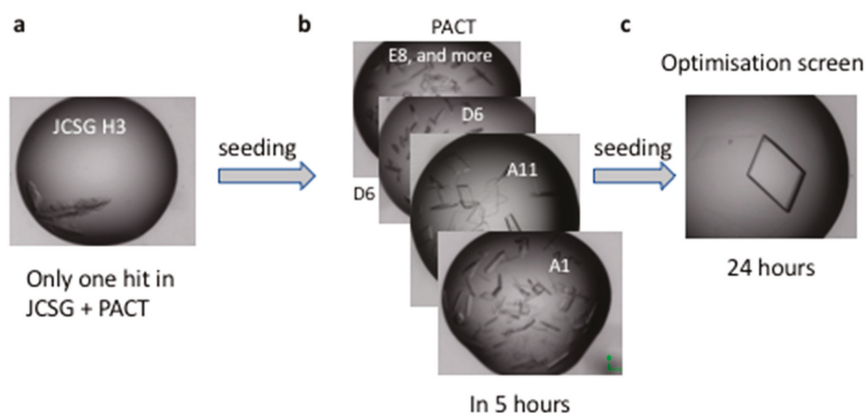 a
JCSG H3
Only one hit in
JCSG + PACT
seeding
b
PACT
E8, and more
D6
D6
A11
A1
In 5 hours
seeding
c
Optimisation screen
24 hours